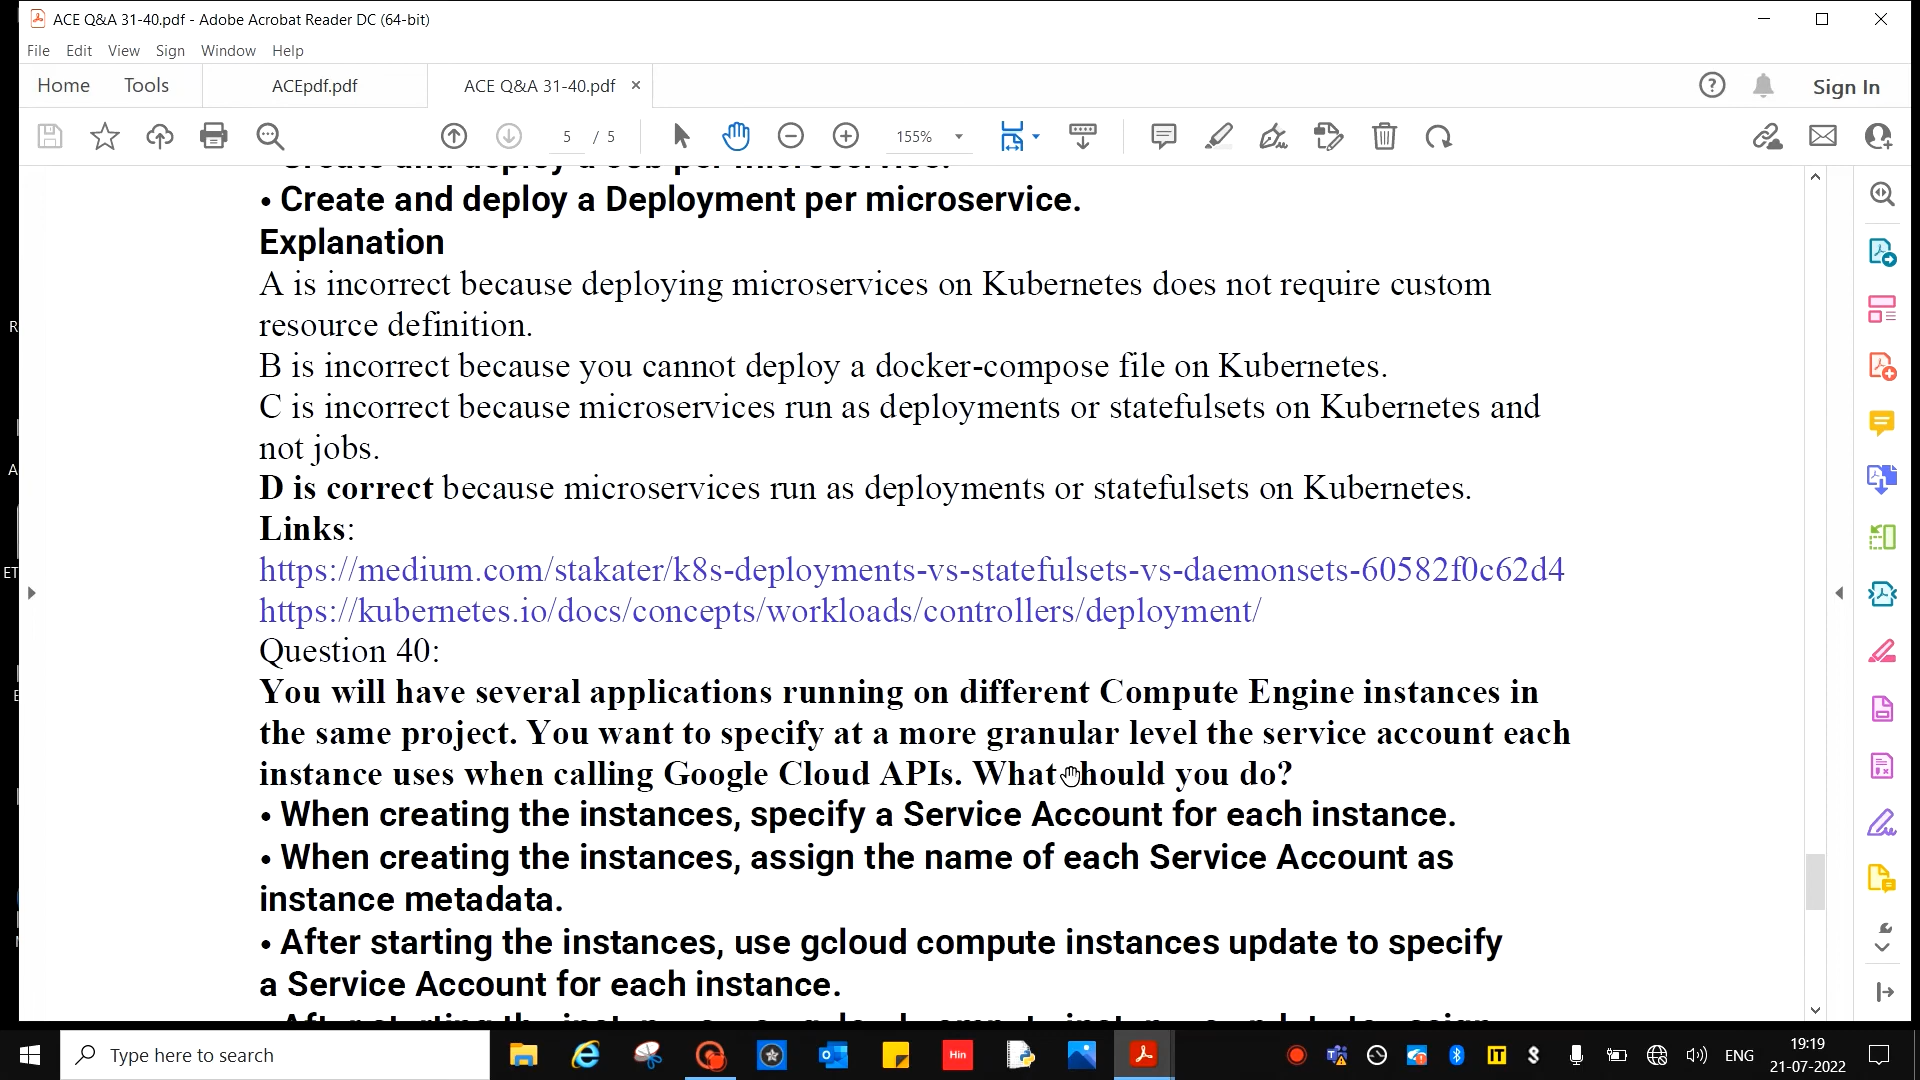 ACE Q&A 31-40.pdf - Adobe Acrobat Reader DC (64-bit)
File Edit View Sign Window Help
Home Tools ACEpdf.pdf ACE Q&A 31-40.pdf × Sign In
5 / 5 155%
Create and deploy a Job per microservice.
• Create and deploy a Deployment per microservice.
Explanation
A is incorrect because deploying microservices on Kubernetes does not require custom
resource definition.
B is incorrect because you cannot deploy a docker-compose file on Kubernetes.
C is incorrect because microservices run as deployments or statefulsets on Kubernetes and
not jobs.
D is correct because microservices run as deployments or statefulsets on Kubernetes.
Links:
https://medium.com/stakater/k8s-deployments-vs-statefulsets-vs-daemonsets-60582f0c62d4
https://kubernetes.io/docs/concepts/workloads/controllers/deployment/
Question 40:
You will have several applications running on different Compute Engine instances in
the same project. You want to specify at a more granular level the service account each
instance uses when calling Google Cloud APIs. What should you do?
• When creating the instances, specify a Service Account for each instance.
• When creating the instances, assign the name of each Service Account as
instance metadata.
• After starting the instances, use gcloud compute instances update to specify
a Service Account for each instance.
Type here to search
Hin
IT
ENG
19:19
21-07-2022